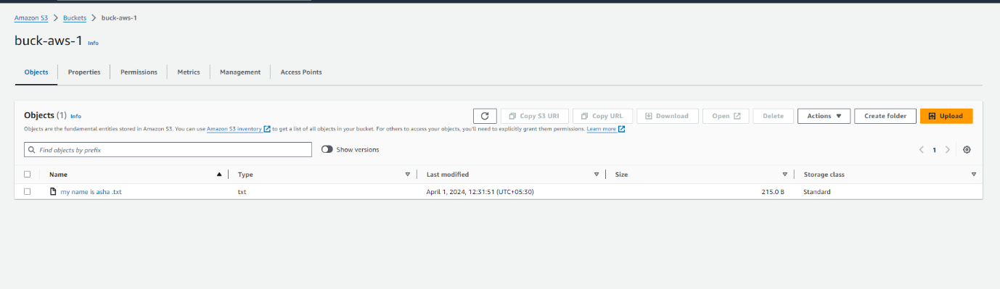 Amazon S3 > Buckets > buck-aws-1
buck-aws-1 Info
Objects Properties Permissions Metrics Management Access Points
Objects (1) Info Copy S3 URI Copy URL Download Open Delete Actions Create folder Upload
Objects are the fundamental entities stored in Amazon S3. You can use Amazon S3 inventory to get a list of all objects in your bucket. For others to access your objects, you'll need to explicitly grant them permissions. Learn more
Find objects by prefix Show versions 1
Name Type Last modified Size Storage class
my name is asha .txt txt April 1, 2024, 12:31:51 (UTC+05:30) 215.0 B Standard